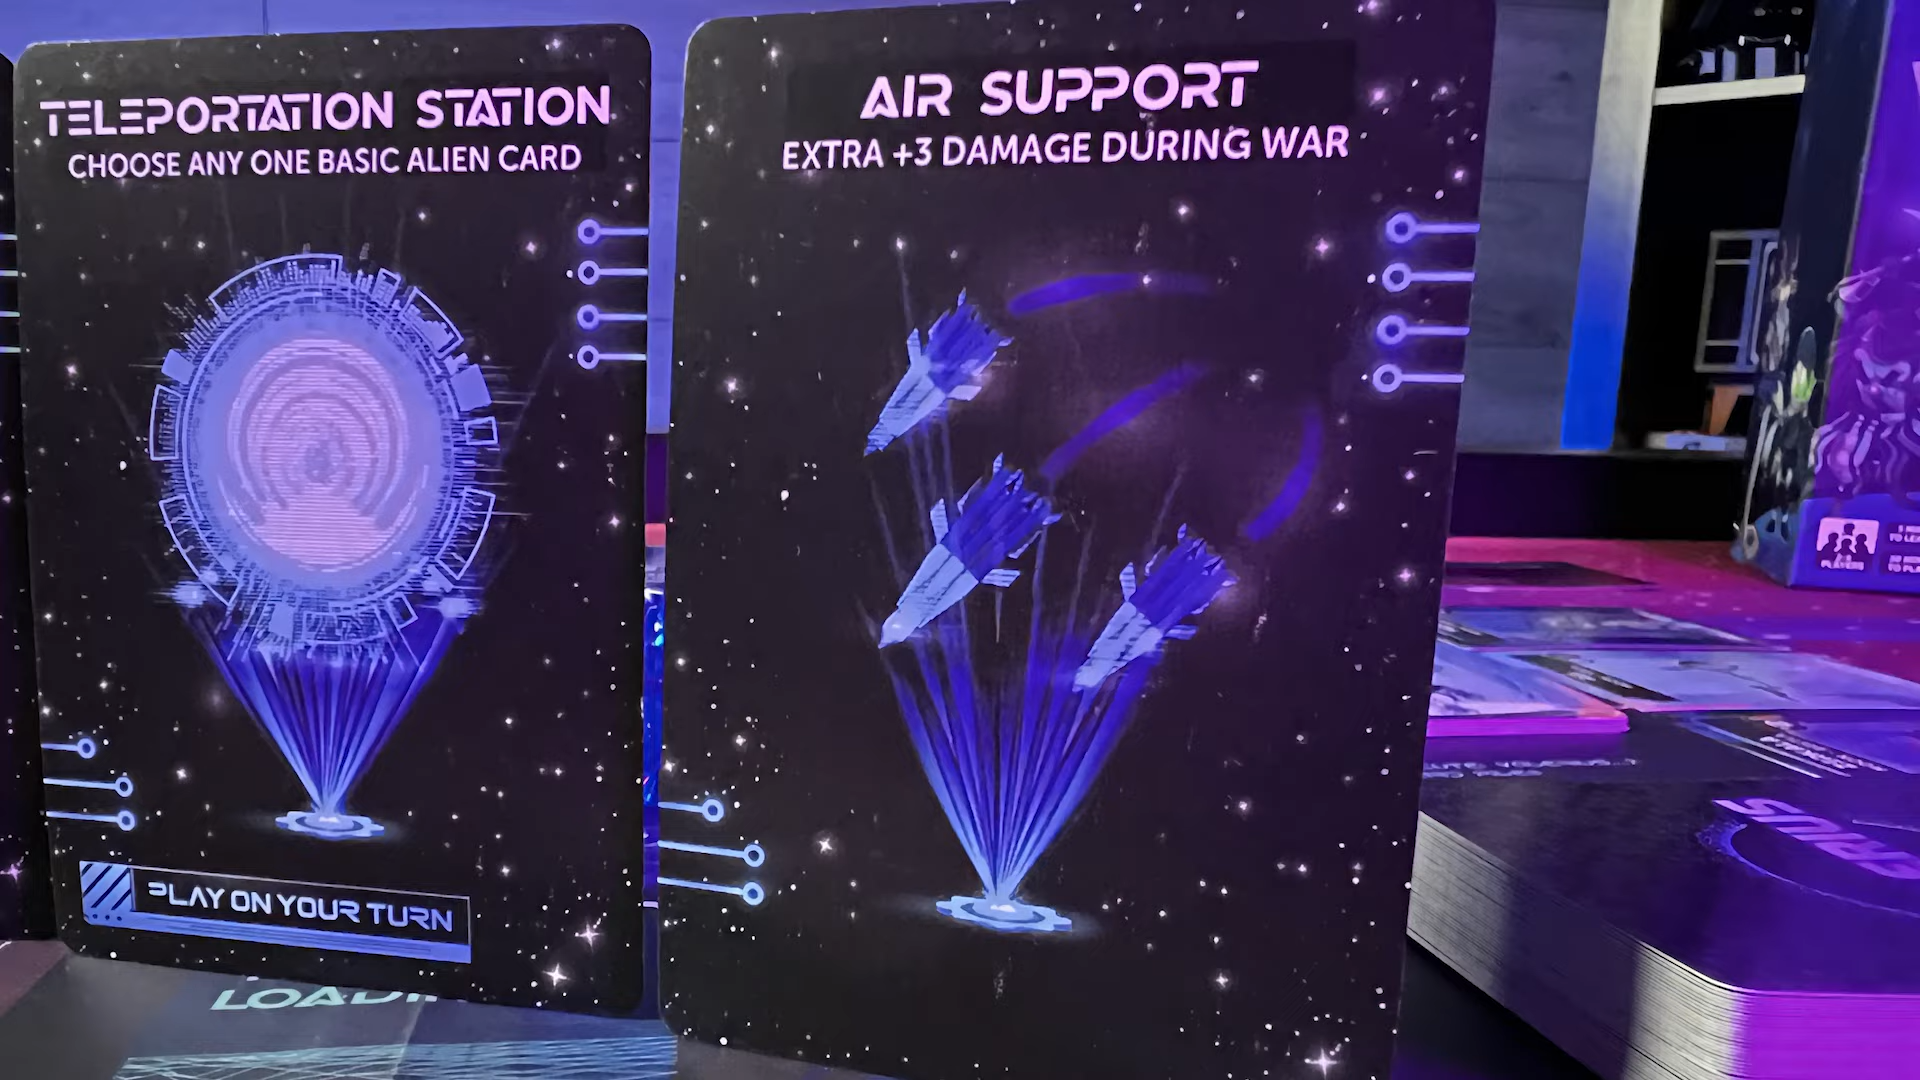 TELEPORTATION STATION
CHOOSE ANY ONE BASIC ALIEN CARD
PLAY ON YOUR TURN
AIR SUPPORT
EXTRA +3 DAMAGE DURING WAR
PLAYERS